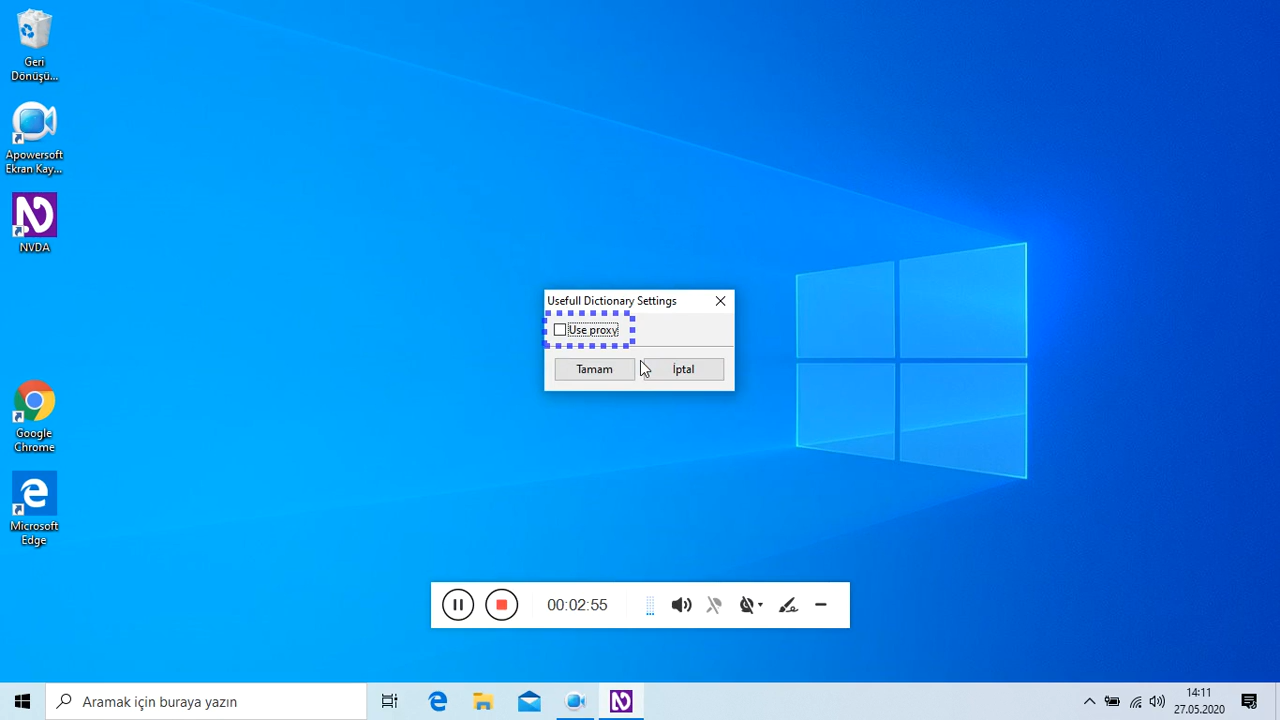 Geri
Dönüşü...
Apowersoft
Ekran Kay...
NVDA
Google
Chrome
Microsoft
Edge
Usefull Dictionary Settings
Use proxy
Tamam
İptal
00:02:55
Aramak için buraya yazın
14:11
27.05.2020